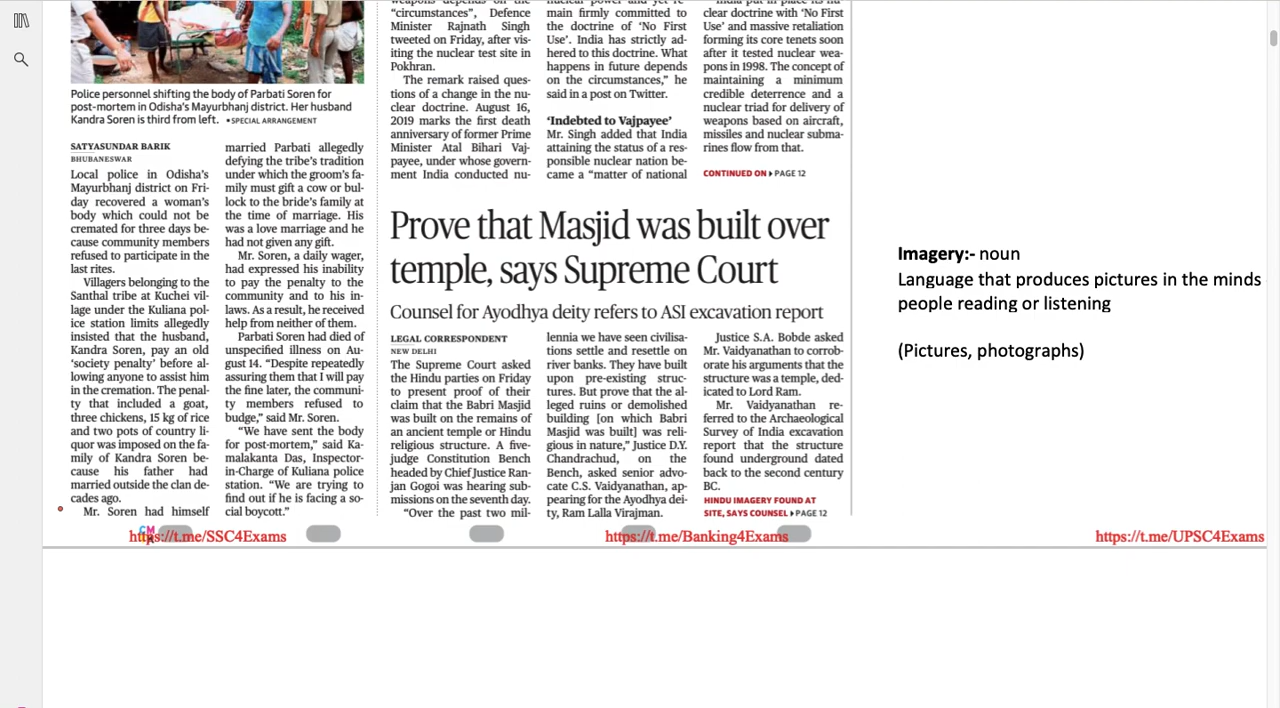 Police personnel shifting the body of Parbati Soren for
post-mortem in Odisha's Mayurbhanj district. Her husband
Kandra Soren is third from left. •SPECIAL ARRANGEMENT
SATYASUNDAR BARIK
BHUBANESWAR
Local police in Odisha's
Mayurbhanj district on Fri-
day recovered a woman's
body which could not be
cremated for three days be-
cause community members
refused to participate in the
last rites.
Villagers belonging to the
Santhal tribe at Kuchei vil-
lage under the Kuliana pol-
ice station limits allegedly
insisted that the husband,
Kandra Soren, pay an old
'society penalty' before al-
lowing anyone to assist him
in the cremation. The penal-
ty that included a goat,
three chickens, 15 kg of rice
and two pots of country li-
quor was imposed on the fa-
mily of Kandra Soren be-
cause his father had
married outside the clan de-
cades ago.
Mr. Soren had himself
married Parbati allegedly
defying the tribe's tradition
under which the groom's fa-
mily must gift a cow or bul-
lock to the bride's family at
the time of marriage. His
was a love marriage and he
had not given any gift.
Mr. Soren, a daily wager,
had expressed his inability
to pay the penalty to the
community and to his in-
laws. As a result, he received
help from neither of them.
Parbati Soren had died of
unspecified illness on Au-
gust 14. "Despite repeatedly
assuring them that I will pay
the fine later, the communi-
ty members refused to
budge," said Mr. Soren.
"We have sent the body
for post-mortem," said Ka-
malakanta Das, Inspector-
in-Charge of Kuliana police
station. "We are trying to
find out if he is facing a so-
cial boycott."
weapons depends on the
"circumstances", Defence
Minister Rajnath Singh
tweeted on Friday, after vis-
iting the nuclear test site in
Pokhran.
The remark raised ques-
tions of a change in the nu-
clear doctrine. August 16,
2019 marks the first death
anniversary of former Prime
Minister Atal Bihari Vaj-
payee, under whose govern-
ment India conducted nu-
nuclear power and yet re-
main firmly committed to
the doctrine of 'No First
Use'. India has strictly ad-
hered to this doctrine. What
happens in future depends
on the circumstances," he
said in a post on Twitter.
'Indebted to Vajpayee'
Mr. Singh added that India
attaining the status of a res-
ponsible nuclear nation be-
came a "matter of national
India put in place its nu-
clear doctrine with 'No First
Use' and massive retaliation
forming its core tenets soon
after it tested nuclear wea-
pons in 1998. The concept of
maintaining a minimum
credible deterrence and a
nuclear triad for delivery of
weapons based on aircraft,
missiles and nuclear subma-
rines flow from that.
CONTINUED ON ▸ PAGE 12
Prove that Masjid was built over
temple, says Supreme Court
Counsel for Ayodhya deity refers to ASI excavation report
LEGAL CORRESPONDENT
NEW DELHI
The Supreme Court asked
the Hindu parties on Friday
to present proof of their
claim that the Babri Masjid
was built on the remains of
an ancient temple or Hindu
religious structure. A five-
judge Constitution Bench
headed by Chief Justice Ran-
jan Gogoi was hearing sub-
missions on the seventh day.
"Over the past two mil-
lennia we have seen civilisa-
tions settle and resettle on
river banks. They have built
upon pre-existing struc-
tures. But prove that the al-
leged ruins or demolished
building [on which Babri
Masjid was built] was reli-
gious in nature," Justice D.Y.
Chandrachud, on the
Bench, asked senior advo-
cate C.S. Vaidyanathan, ap-
pearing for the Ayodhya dei-
ty, Ram Lalla Virajman.
Justice S.A. Bobde asked
Mr. Vaidyanathan to corrob-
orate his arguments that the
structure was a temple, ded-
icated to Lord Ram.
Mr. Vaidyanathan re-
ferred to the Archaeological
Survey of India excavation
report that the structure
found underground dated
back to the second century
BC.
HINDU IMAGERY FOUND AT
SITE, SAYS COUNSEL ▸ PAGE 12
Imagery:- noun
Language that produces pictures in the minds
people reading or listening
(Pictures, photographs)
https://t.me/SSC4Exams
https://t.me/Banking4Exams
https://t.me/UPSC4Exams